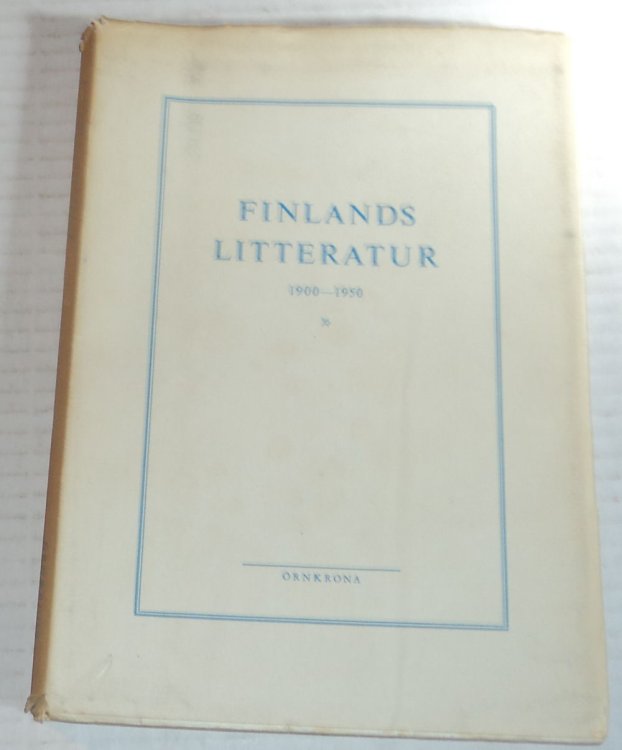 FINLANDS
LITTERATUR
1900—1950
ÖRNKRONA